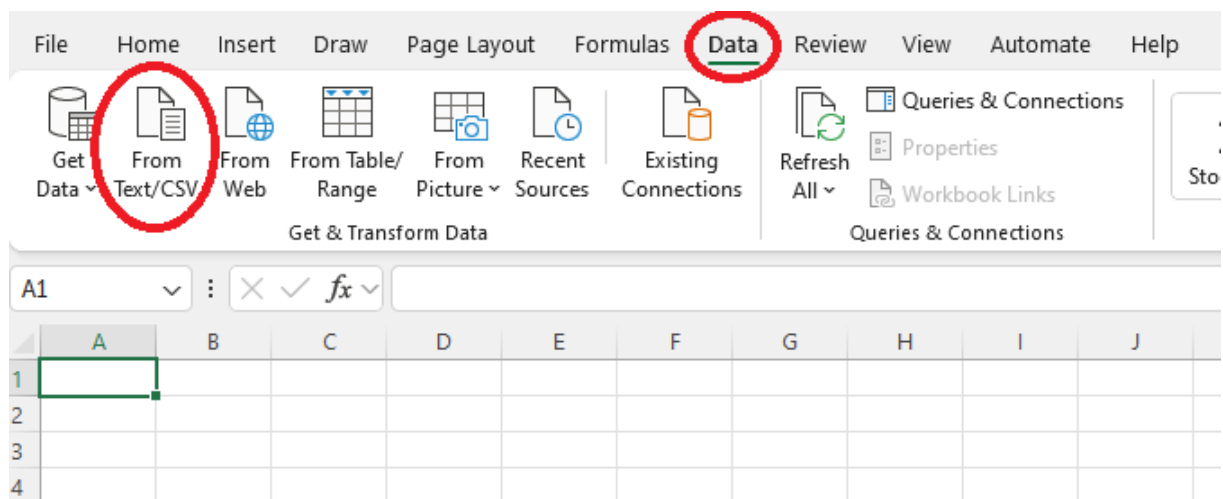 File Home Insert Draw Page Layout Formulas Data Review View Automate Help
Get Data From Text/CSV From Web From Table/ Range From Picture Recent Sources Existing Connections Refresh All Queries & Connections
Properties
Workbook Links
Sto
Get & Transform Data Queries & Connections
A1 fx
A B C D E F G H I J
1
2
3
4